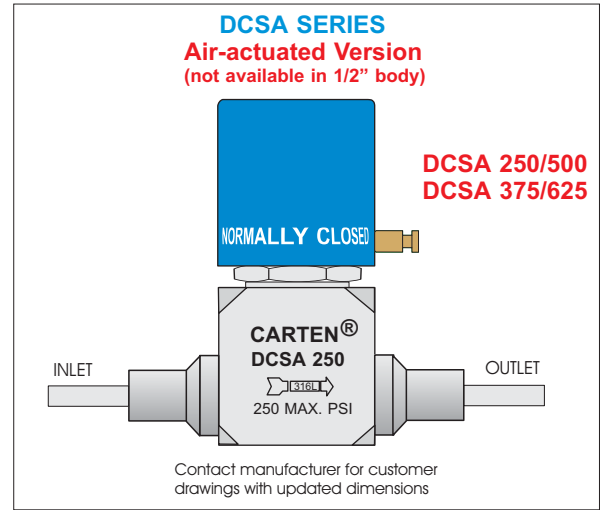 DCSA SERIES
Air-actuated Version
(not available in 1/2” body)
DCSA 250/500
DCSA 375/625
NORMALLY CLOSED
CARTEN®
DCSA 250
316L
250 MAX. PSI
INLET
OUTLET
Contact manufacturer for customer
drawings with updated dimensions